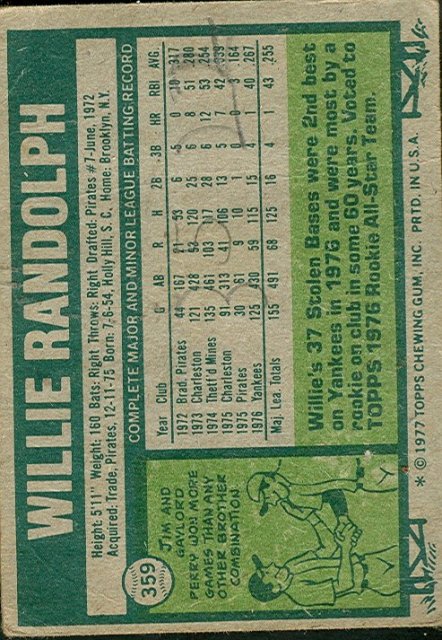 WILLIE RANDOLPH
Height: 5'11" Weight: 160 Bats: Right Throws: Right Drafted: Pirates #7-June, 1972
Acquired: Trade, Pirates, 12-11-75 Born: 7-6-54, Holly Hill, S.C. Home: Brooklyn, N.Y.
COMPLETE MAJOR AND MINOR LEAGUE BATTING RECORD
Year Club G AB R H 2B 3B HR RBI AVG.
1972 Brad. Pirates 44 167 21 53 6 5 0 .317
1973 Charleston 121 428 52 120 25 6 8 51 .280
1974 Thetf'd Mines 135 461 103 117 28 6 12 53 .254
1975 Charleston 91 313 41 106 13 5 7 42 .339
1975 Pirates 30 61 9 10 1 0 0 3 .164
1976 Yankees 125 430 59 115 15 4 1 40 .267
Maj. Lea. Totals 155 491 68 125 16 4 1 43 .255
359
JIM AND
GAYLORD
PERRY WON MORE
GAMES THAN ANY
OTHER BROTHER
COMBINATION
Willie's 37 Stolen Bases were 2nd best
on Yankees in 1976 and were most by a
rookie on club in some 60 years. Voted to
TOPPS 1976 Rookie All-Star Team.
* © 1977 TOPPS CHEWING GUM, INC. PRTD. IN U.S.A.